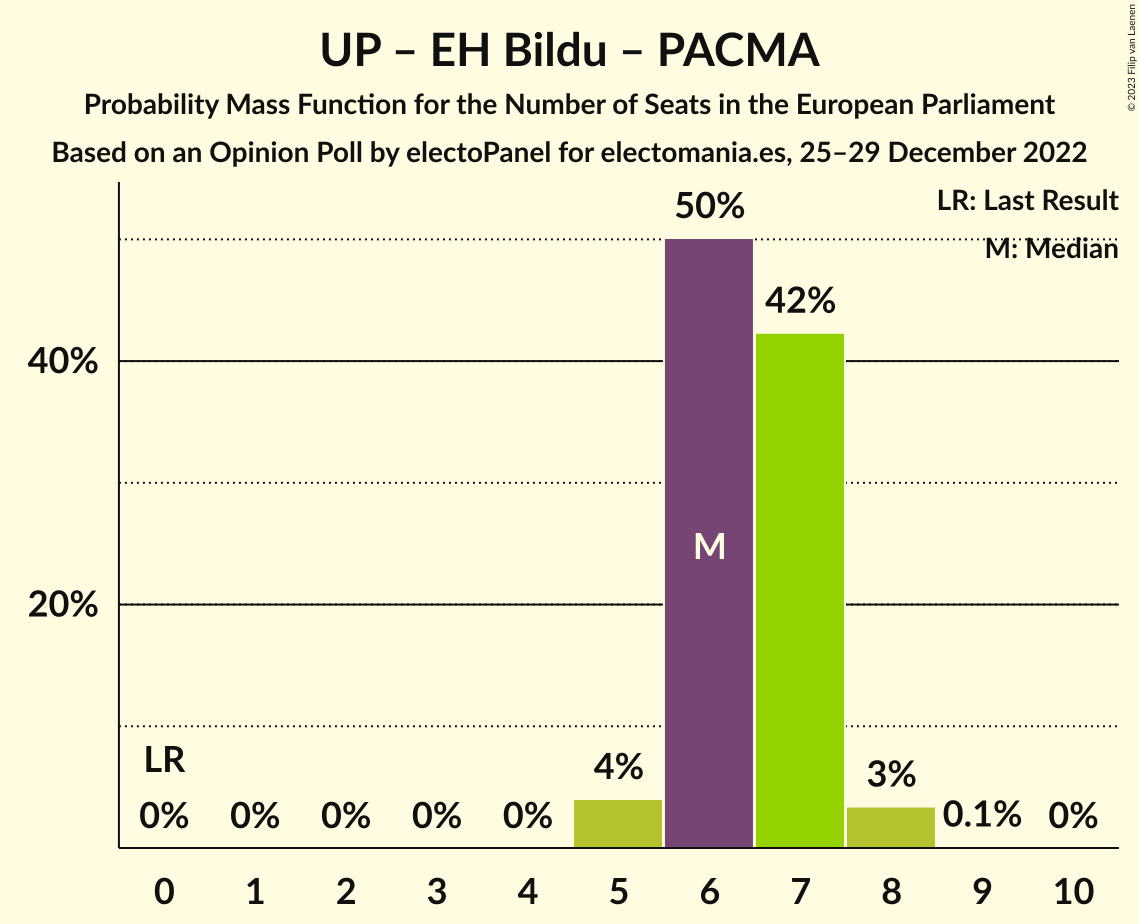 UP – EH Bildu – PACMA
Probability Mass Function for the Number of Seats in the European Parliament
Based on an Opinion Poll by electoPanel for electomania.es, 25–29 December 2022
© 2023 Filip van Laenen
LR: Last Result
M: Median
50%
42%
40%
M
20%
LR
4%
3%
0% 0% 0% 0% 0% 0.1% 0%
0 1 2 3 4 5 6 7 8 9 10